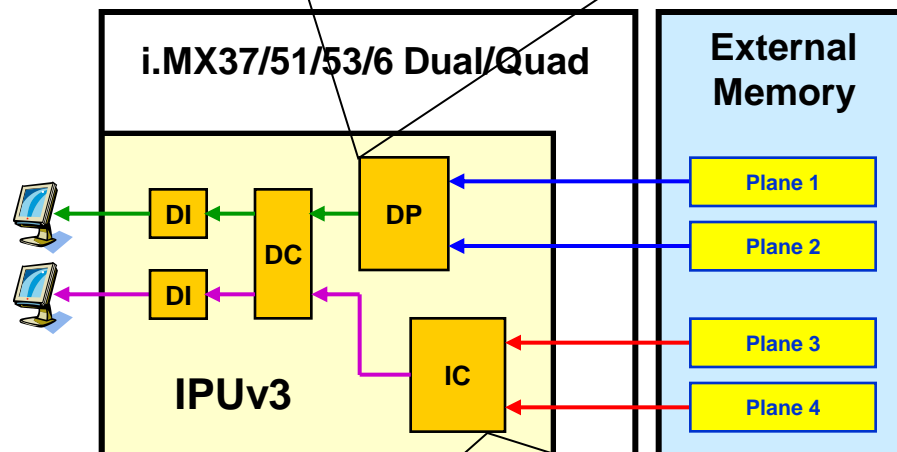 i.MX37/51/53/6 Dual/Quad
External
Memory
Plane 1
DI
DP
DC
Plane 2
DI
Plane 3
IC
IPUv3
Plane 4